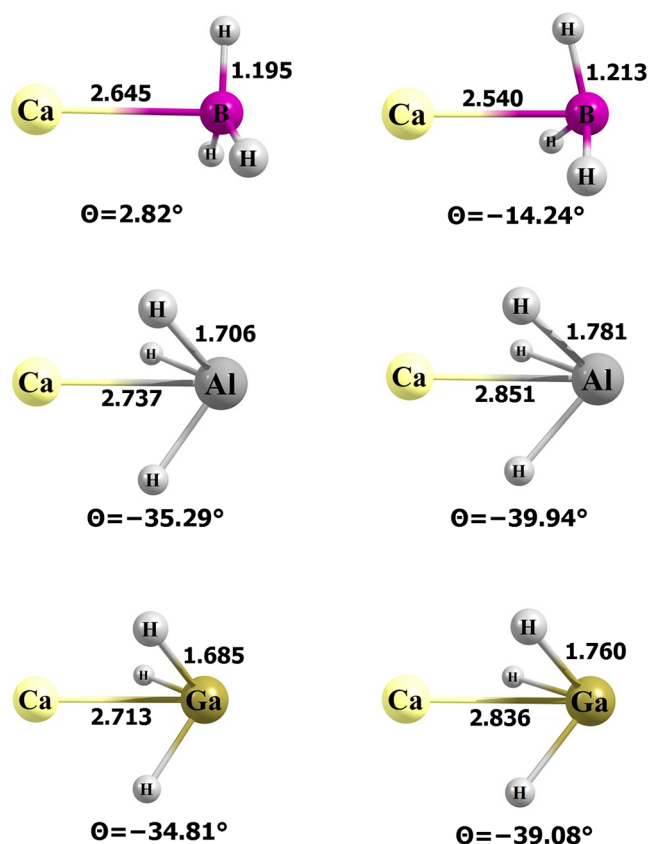 H H
1.195 1.213
2.645 2.540
Ca B Ca B
H H
H H
Θ=2.82° Θ=−14.24°
H H
1.706 1.781
H H
Ca Al Ca Al
2.737 2.851
H H
Θ=−35.29° Θ=−39.94°
H H
1.685 1.760
H H
Ca Ga Ca Ga
2.713 2.836
H H
Θ=−34.81° Θ=−39.08°